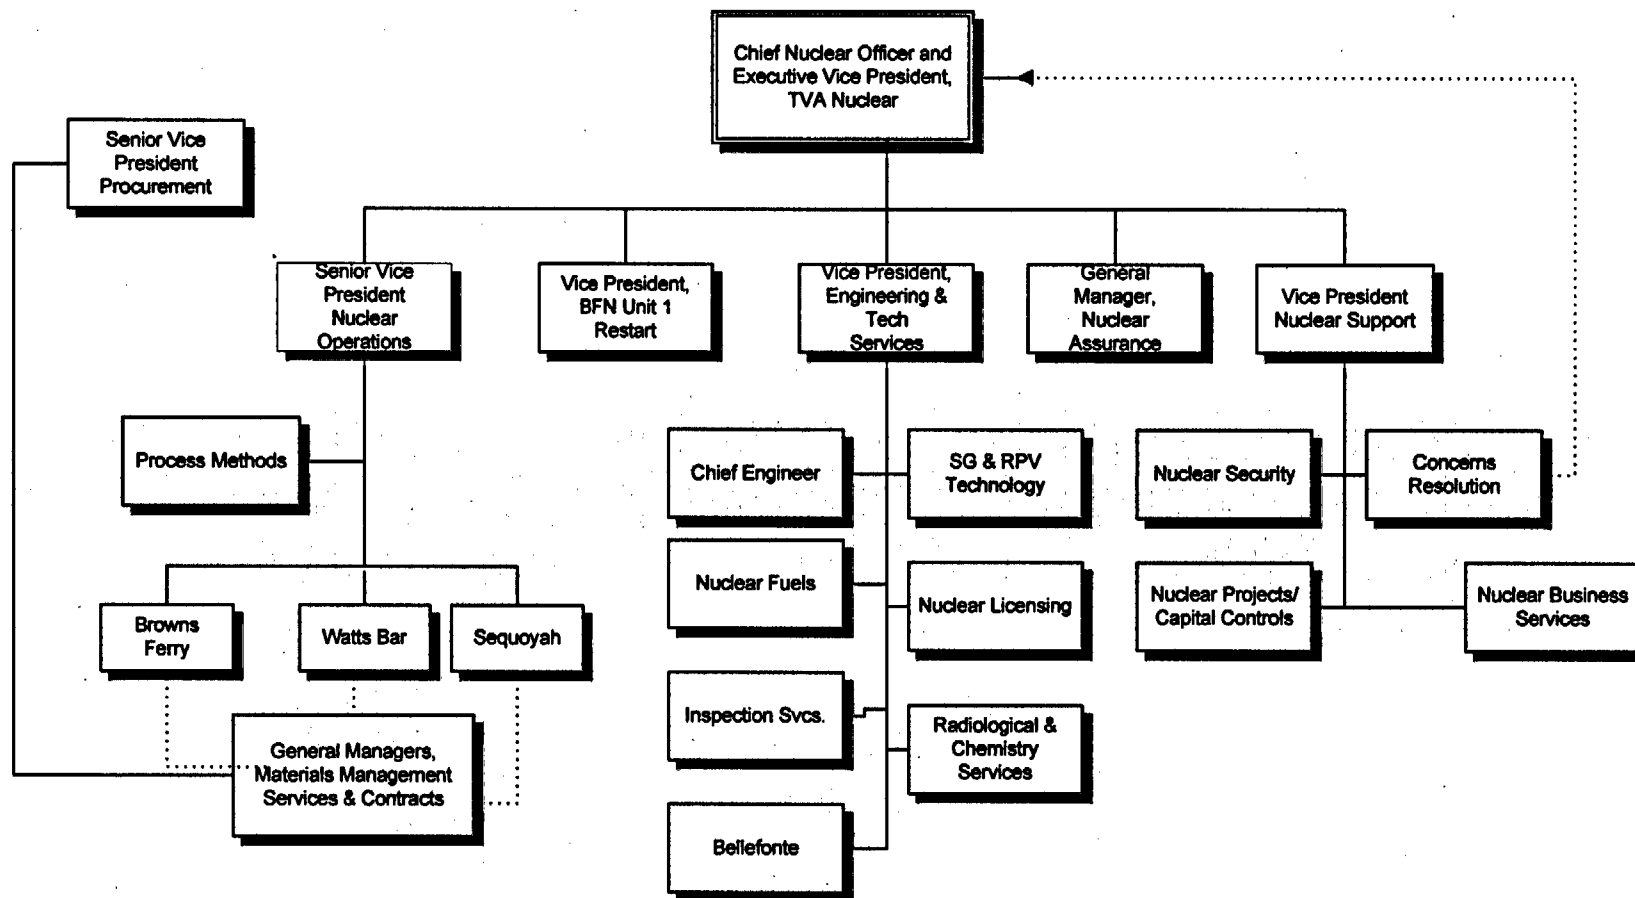 Chief Nuclear Officer and
Executive Vice President,
TVA Nuclear
Senior Vice
President
Procurement
Senior Vice
President
Nuclear
Operations
Vice President,
BFN Unit 1
Restart
Vice President,
Engineering &
Tech
Services
General
Manager,
Nuclear
Assurance
Vice President
Nuclear Support
Process Methods
Chief Engineer
SG & RPV
Technology
Nuclear Security
Concerns
Resolution
Nuclear Fuels
Nuclear Licensing
Nuclear Projects/
Capital Controls
Nuclear Business
Services
Browns
Ferry
Watts Bar
Sequoyah
Inspection Svcs.
Radiological &
Chemistry
Services
General Managers,
Materials Management
Services & Contracts
Bellefonte